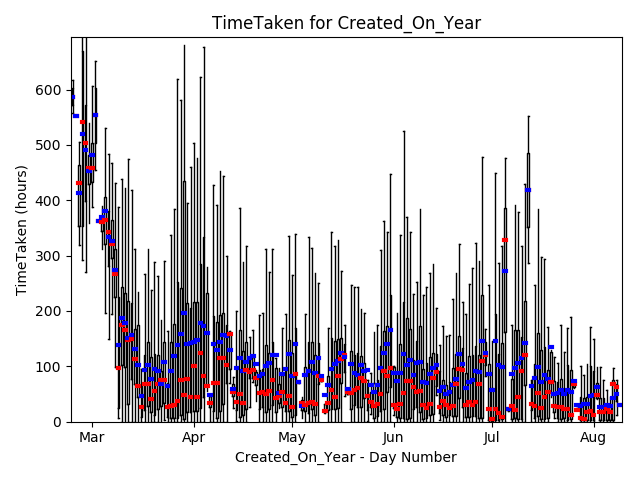 TimeTaken for Created_On_Year
TimeTaken (hours)
600
500
400
300
200
100
0
Mar Apr May Jun Jul Aug
Created_On_Year - Day Number